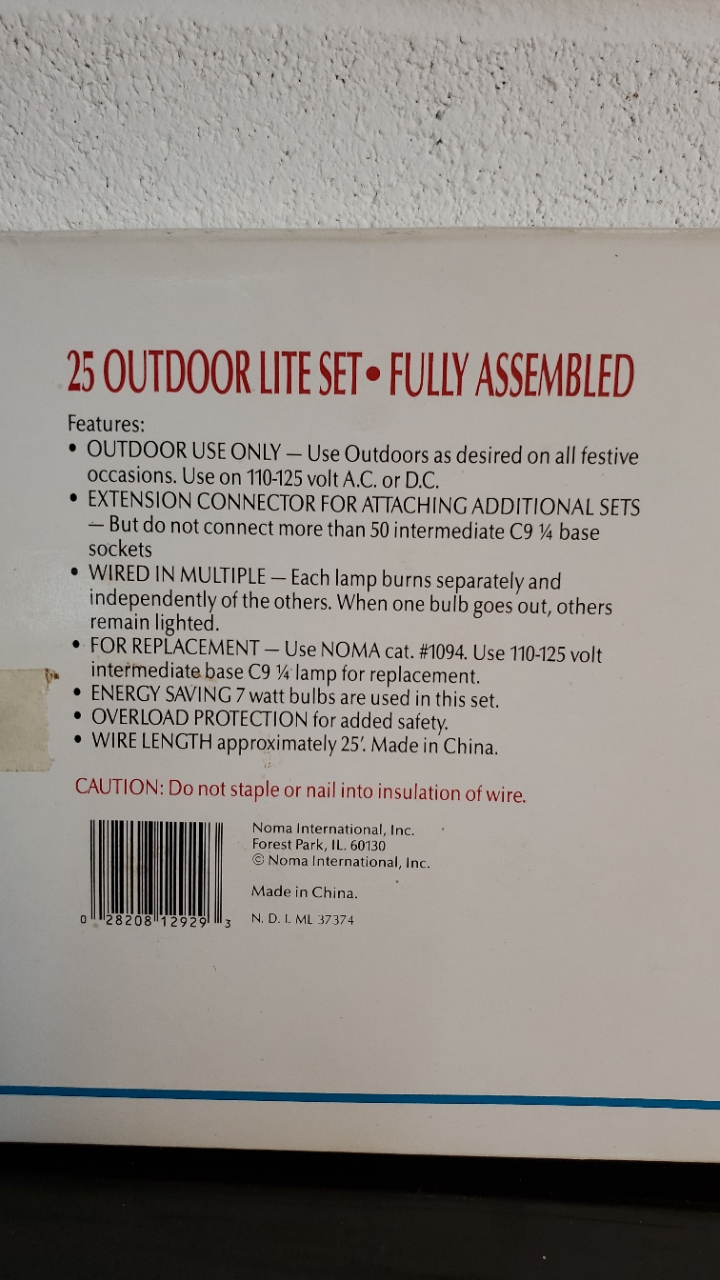 25 OUTDOOR LITE SET • FULLY ASSEMBLED
Features:
• OUTDOOR USE ONLY — Use Outdoors as desired on all festive
occasions. Use on 110-125 volt A.C. or D.C.
• EXTENSION CONNECTOR FOR ATTACHING ADDITIONAL SETS
— But do not connect more than 50 intermediate C9 ¼ base
sockets
• WIRED IN MULTIPLE — Each lamp burns separately and
independently of the others. When one bulb goes out, others
remain lighted.
• FOR REPLACEMENT — Use NOMA cat. #1094. Use 110-125 volt
intermediate base C9 ¼ lamp for replacement.
• ENERGY SAVING 7 watt bulbs are used in this set.
• OVERLOAD PROTECTION for added safety.
• WIRE LENGTH approximately 25'. Made in China.
CAUTION: Do not staple or nail into insulation of wire.
Noma International, Inc.
Forest Park, IL. 60130
© Noma International, Inc.
Made in China.
N. D. I. ML 37374
0 28208 12929 3